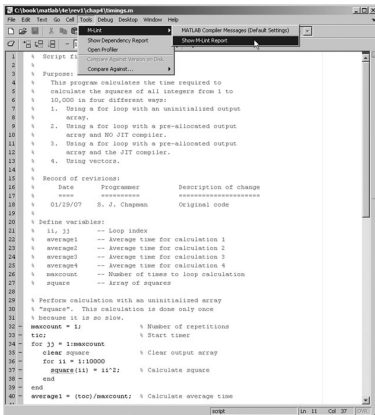 C:\book\matlab\4e\rev1\chap4\timings.m
File Edit Text Go Cell Tools Debug Desktop Window Help
M-Lint
MATLAB Compiler Messages (Default Settings)
Show Dependency Report
Show M-Lint Report
Open Profiler
Compare Against Version on Disk
Compare Against...
1 % Script fi
2 %
3 % Purpose:
4 % This program calculates the time required to
5 % calculate the squares of all integers from 1 to
6 % 10,000 in four different ways:
7 % 1. Using a for loop with an uninitialized output
8 % array.
9 % 2. Using a for loop with a pre-allocated output
10 % array and NO JIT compiler.
11 % 3. Using a for loop with a pre-allocated output
12 % array and the JIT compiler.
13 % 4. Using vectors.
14 %
15 % Record of revisions:
16 % Date Programmer Description of change
17 % ==== ========== =====================
18 % 01/29/07 S. J. Chapman Original code
19 %
20 % Define variables:
21 % ii, jj -- Loop index
22 % average1 -- Average time for calculation 1
23 % average2 -- Average time for calculation 2
24 % average3 -- Average time for calculation 3
25 % average4 -- Average time for calculation 4
26 % maxcount -- Number of times to loop calculation
27 % square -- Array of squares
28
29 % Perform calculation with an uninitialized array
30 % "square". This calculation is done only once
31 % because it is so slow.
32 - maxcount = 1; % Number of repetitions
33 - tic; % Start timer
34 - for jj = 1:maxcount
35 - clear square % Clear output array
36 - for ii = 1:10000
37 - square(ii) = ii^2; % Calculate square
38 - end
39 - end
40 - average1 = (toc)/maxcount; % Calculate average time
script Ln 11 Col 37 OVR